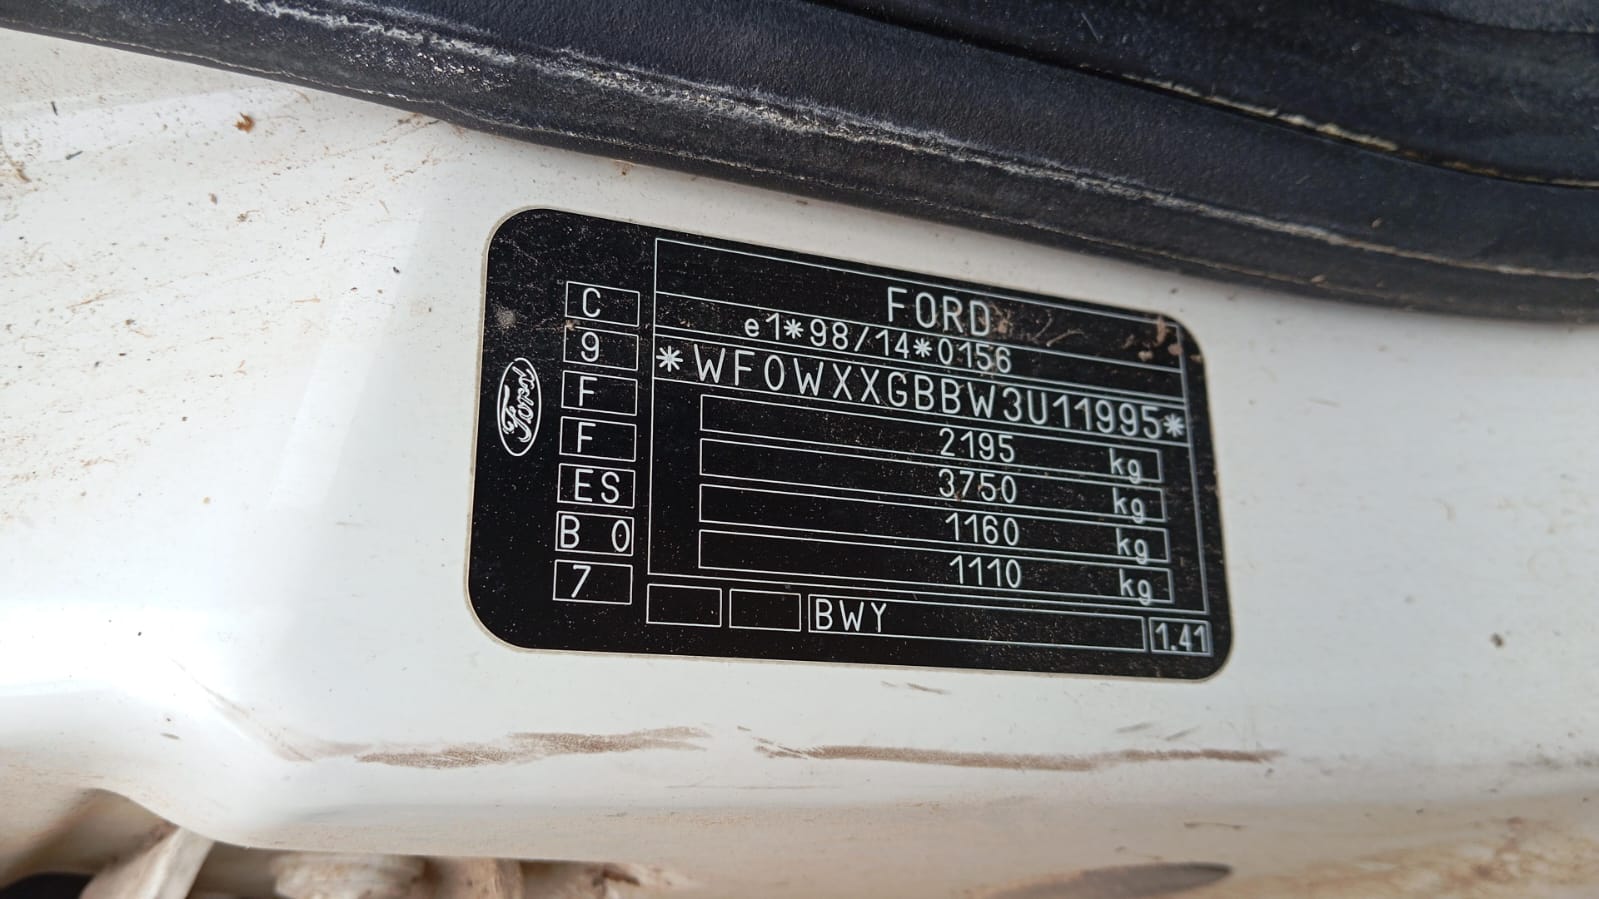 FORD
e1*98/14*0156
*WF0WXXGBBW3U11995*
2195 kg
3750 kg
1160 kg
1110 kg
BWY 1.41
Ford
C
9
F
F
ES
B 0
7